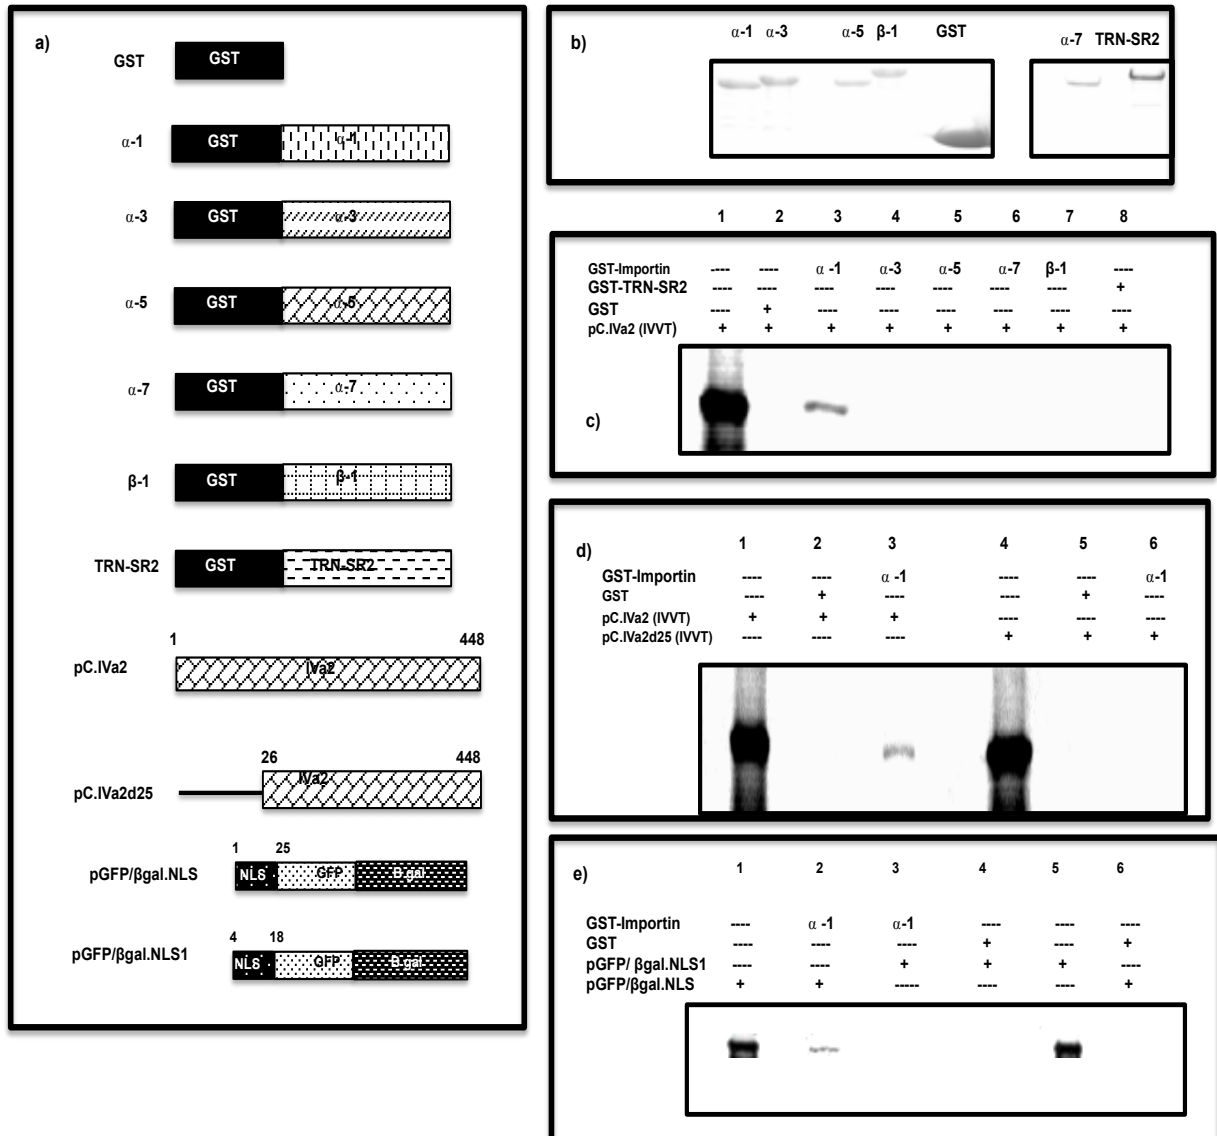 a)
GST GST
α-1 GST α-1
α-3 GST α-3
α-5 GST α-5
α-7 GST α-7
β-1 GST β-1
TRN-SR2 GST TRN-SR2
1 448
pC.IVa2 IVa2
26 448
pC.IVa2d25 IVa2
1 25
pGFP/βgal.NLS NLS GFP B.gal
4 18
pGFP/βgal.NLS1 NLS GFP B.gal
b) α-1 α-3 α-5 β-1 GST α-7 TRN-SR2
1 2 3 4 5 6 7 8
GST-Importin ---- ---- α -1 α-3 α-5 α-7 β-1 ----
GST-TRN-SR2 ---- ---- ---- ---- ---- ---- ---- +
GST ---- + ---- ---- ---- ---- ---- ----
pC.IVa2 (IVVT) + + + + + + + +
c)
d) 1 2 3 4 5 6
GST-Importin ---- ---- α -1 ---- ---- α-1
GST ---- + ---- ---- + ----
pC.IVa2 (IVVT) + + + ---- ---- ----
pC.IVa2d25 (IVVT) ---- ---- ---- + + +
e) 1 2 3 4 5 6
GST-Importin ---- α -1 α-1 ---- ---- ----
GST ---- ---- ---- + ---- +
pGFP/ βgal.NLS1 ---- ---- + + + ----
pGFP/βgal.NLS + + ----- ---- ---- +